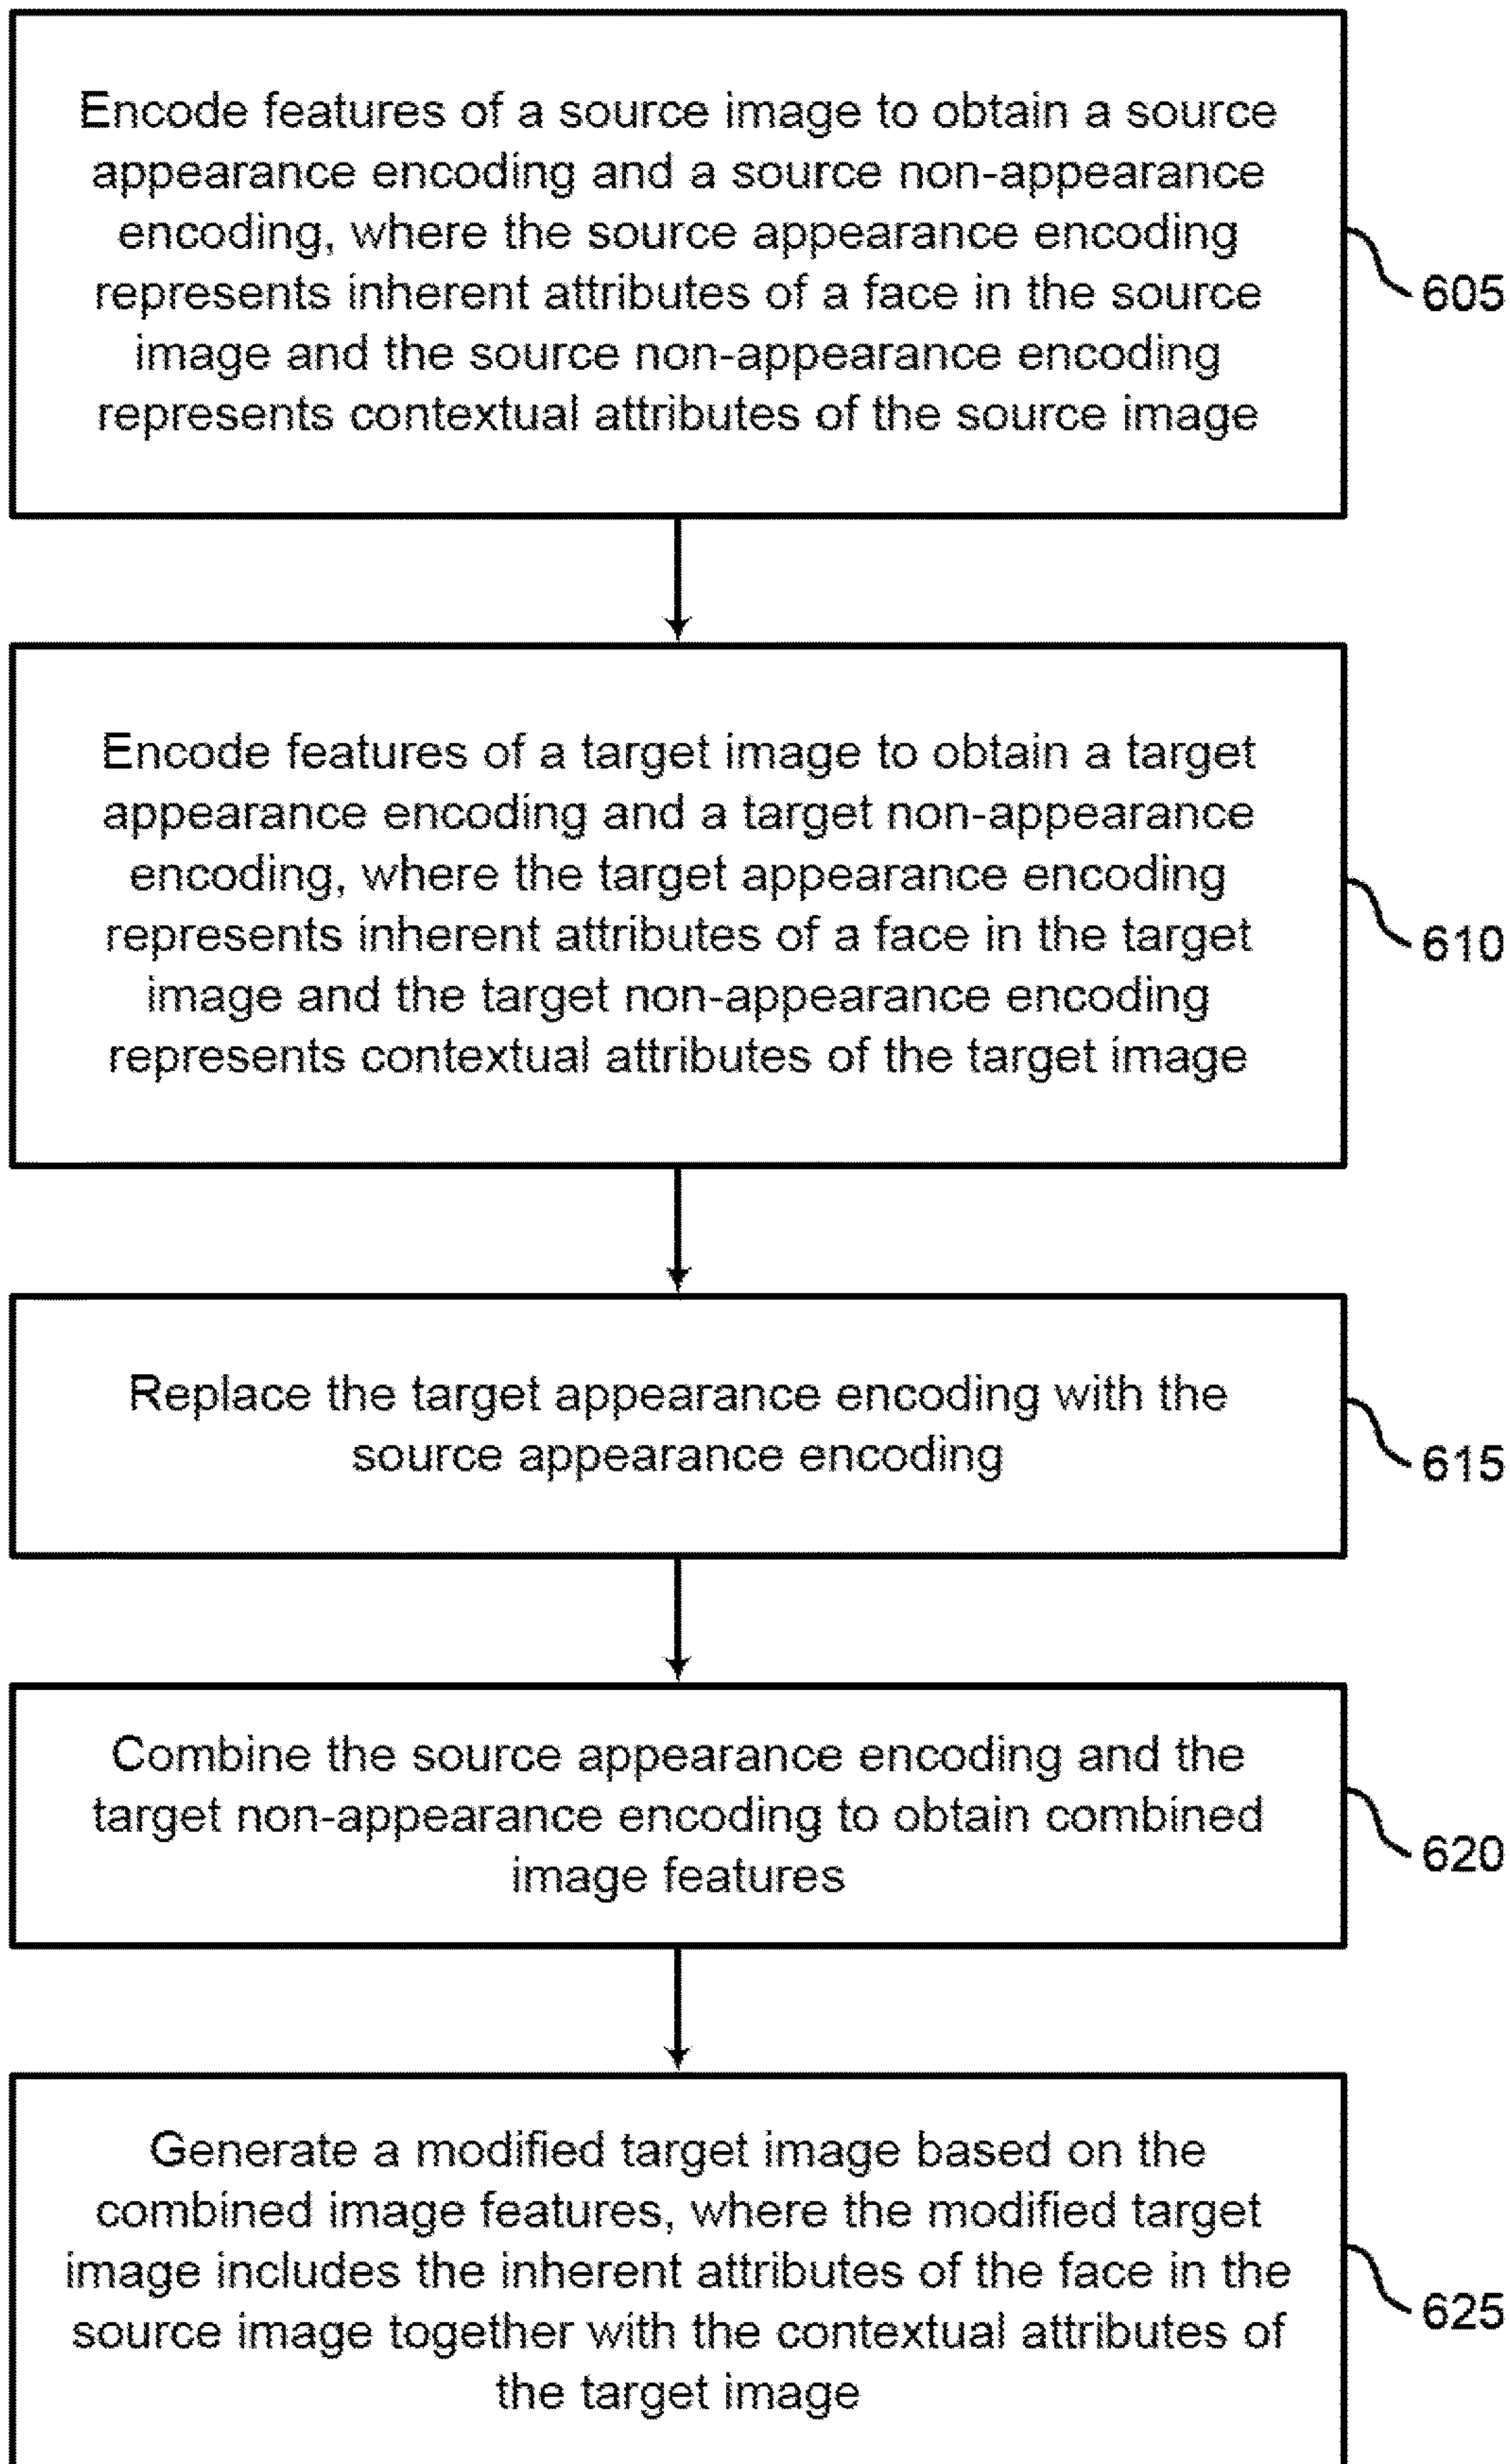 Encode features of a source image to obtain a source
appearance encoding and a source non-appearance
encoding, where the source appearance encoding
represents inherent attributes of a face in the source
image and the source non-appearance encoding
represents contextual attributes of the source image
605
Encode features of a target image to obtain a target
appearance encoding and a target non-appearance
encoding, where the target appearance encoding
represents inherent attributes of a face in the target
image and the target non-appearance encoding
represents contextual attributes of the target image
610
Replace the target appearance encoding with the
source appearance encoding
615
Combine the source appearance encoding and the
target non-appearance encoding to obtain combined
image features
620
Generate a modified target image based on the
combined image features, where the modified target
image includes the inherent attributes of the face in the
source image together with the contextual attributes of
the target image
625